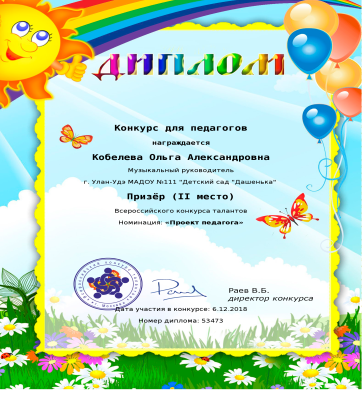 ДИПЛОМ
Конкурс для педагогов
награждается
Кобелева Ольга Александровна
Музыкальный руководитель
г. Улан-Удэ МАДОУ №111 "Детский сад "Дашенька"
Призёр (II место)
Всероссийского конкурса талантов
Номинация: «Проект педагога»
Раев В.Б.
директор конкурса
Дата участия в конкурсе: 6.12.2018
Номер диплома: 53473